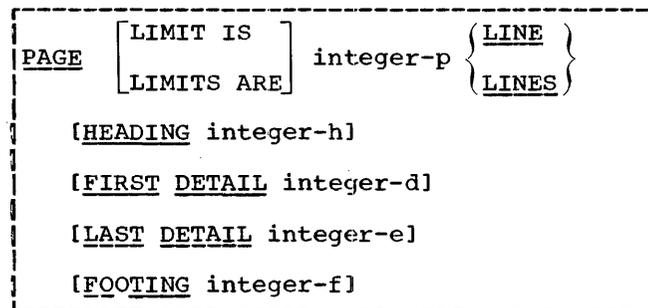 LIMIT IS
PAGE integer-p LINE
LIMITS ARE LINES
[HEADING integer-h]
[FIRST DETAIL integer-d]
[LAST DETAIL integer-e]
[FOOTING integer-f]